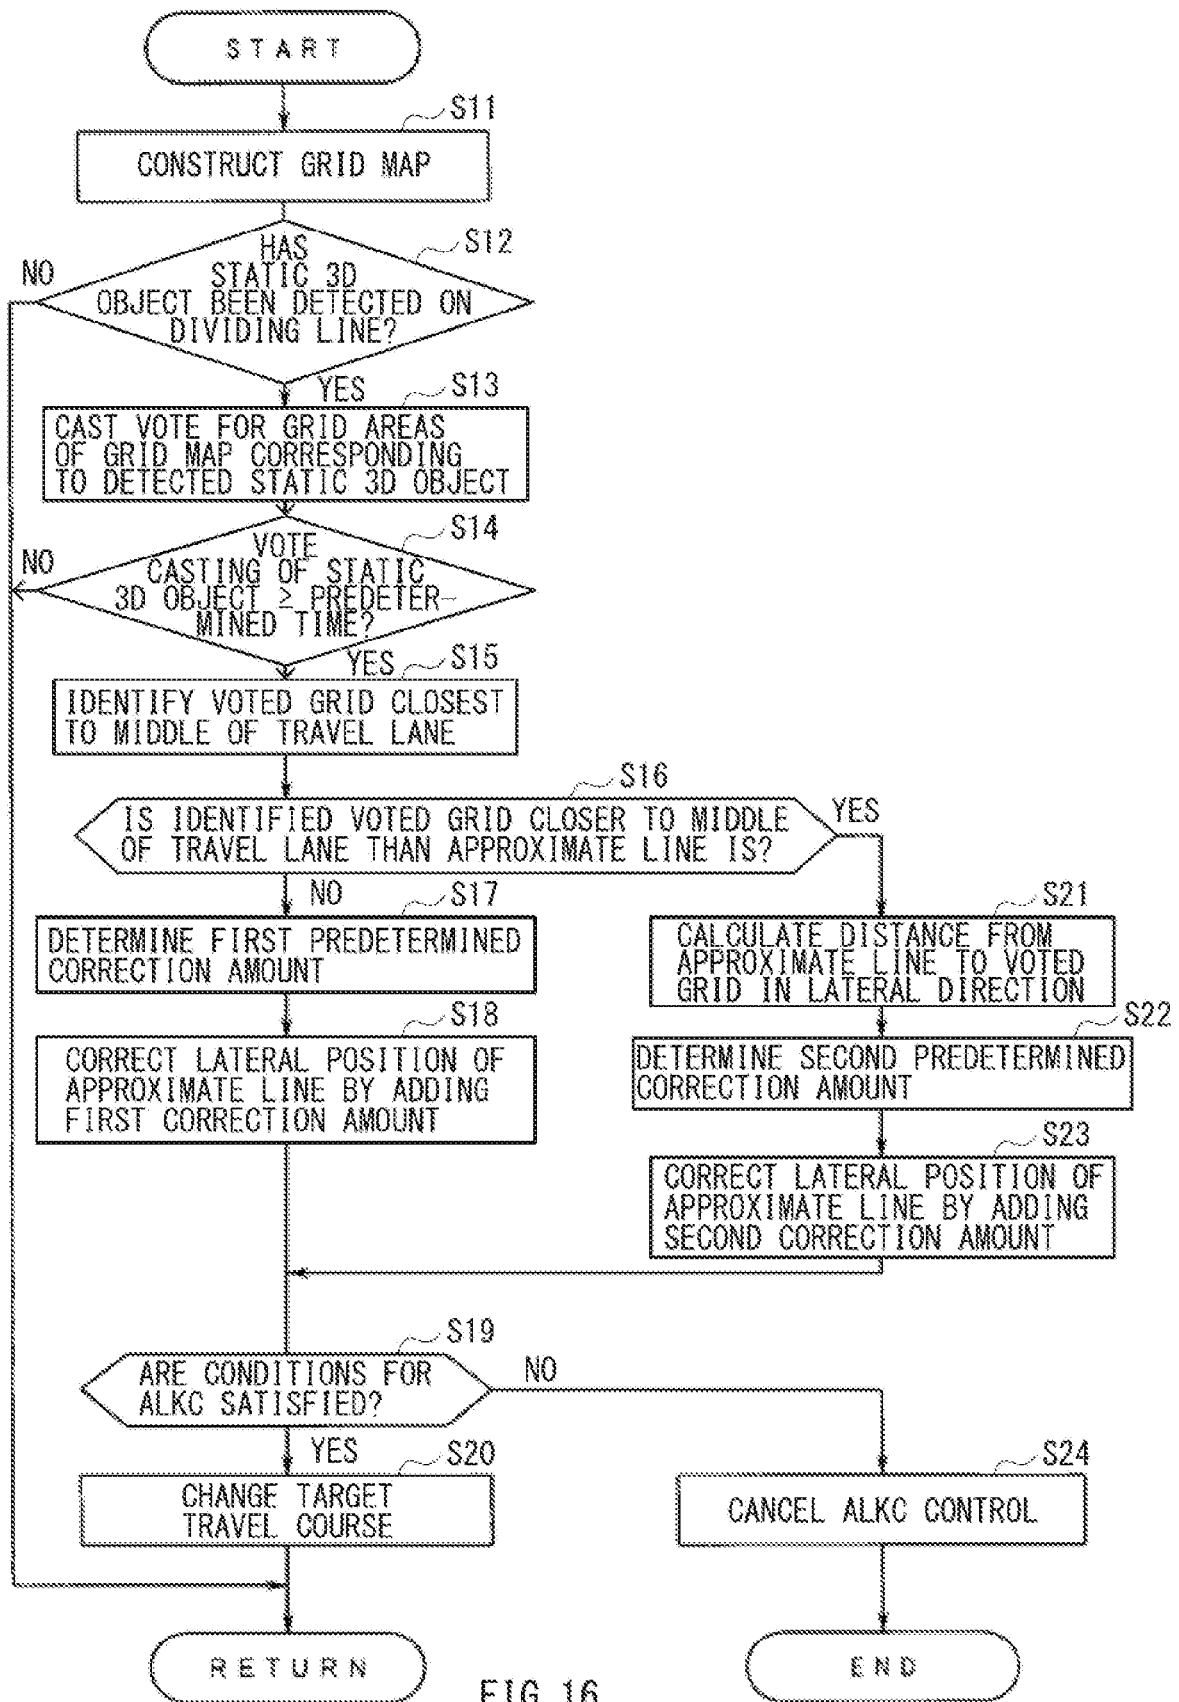 START
S11
CONSTRUCT GRID MAP
S12
HAS
STATIC 3D
OBJECT BEEN DETECTED ON
DIVIDING LINE?
NO
YES
S13
CAST VOTE FOR GRID AREAS
OF GRID MAP CORRESPONDING
TO DETECTED STATIC 3D OBJECT
S14
VOTE
CASTING OF STATIC
3D OBJECT ≥ PREDETER-
MINED TIME?
NO
YES
S15
IDENTIFY VOTED GRID CLOSEST
TO MIDDLE OF TRAVEL LANE
S16
IS IDENTIFIED VOTED GRID CLOSER TO MIDDLE
OF TRAVEL LANE THAN APPROXIMATE LINE IS?
YES
NO
S17
DETERMINE FIRST PREDETERMINED
CORRECTION AMOUNT
S18
CORRECT LATERAL POSITION OF
APPROXIMATE LINE BY ADDING
FIRST CORRECTION AMOUNT
S21
CALCULATE DISTANCE FROM
APPROXIMATE LINE TO VOTED
GRID IN LATERAL DIRECTION
S22
DETERMINE SECOND PREDETERMINED
CORRECTION AMOUNT
S23
CORRECT LATERAL POSITION OF
APPROXIMATE LINE BY ADDING
SECOND CORRECTION AMOUNT
S19
ARE CONDITIONS FOR
ALKC SATISFIED?
NO
YES
S20
CHANGE TARGET
TRAVEL COURSE
S24
CANCEL ALKC CONTROL
RETURN
END
FIG. 16